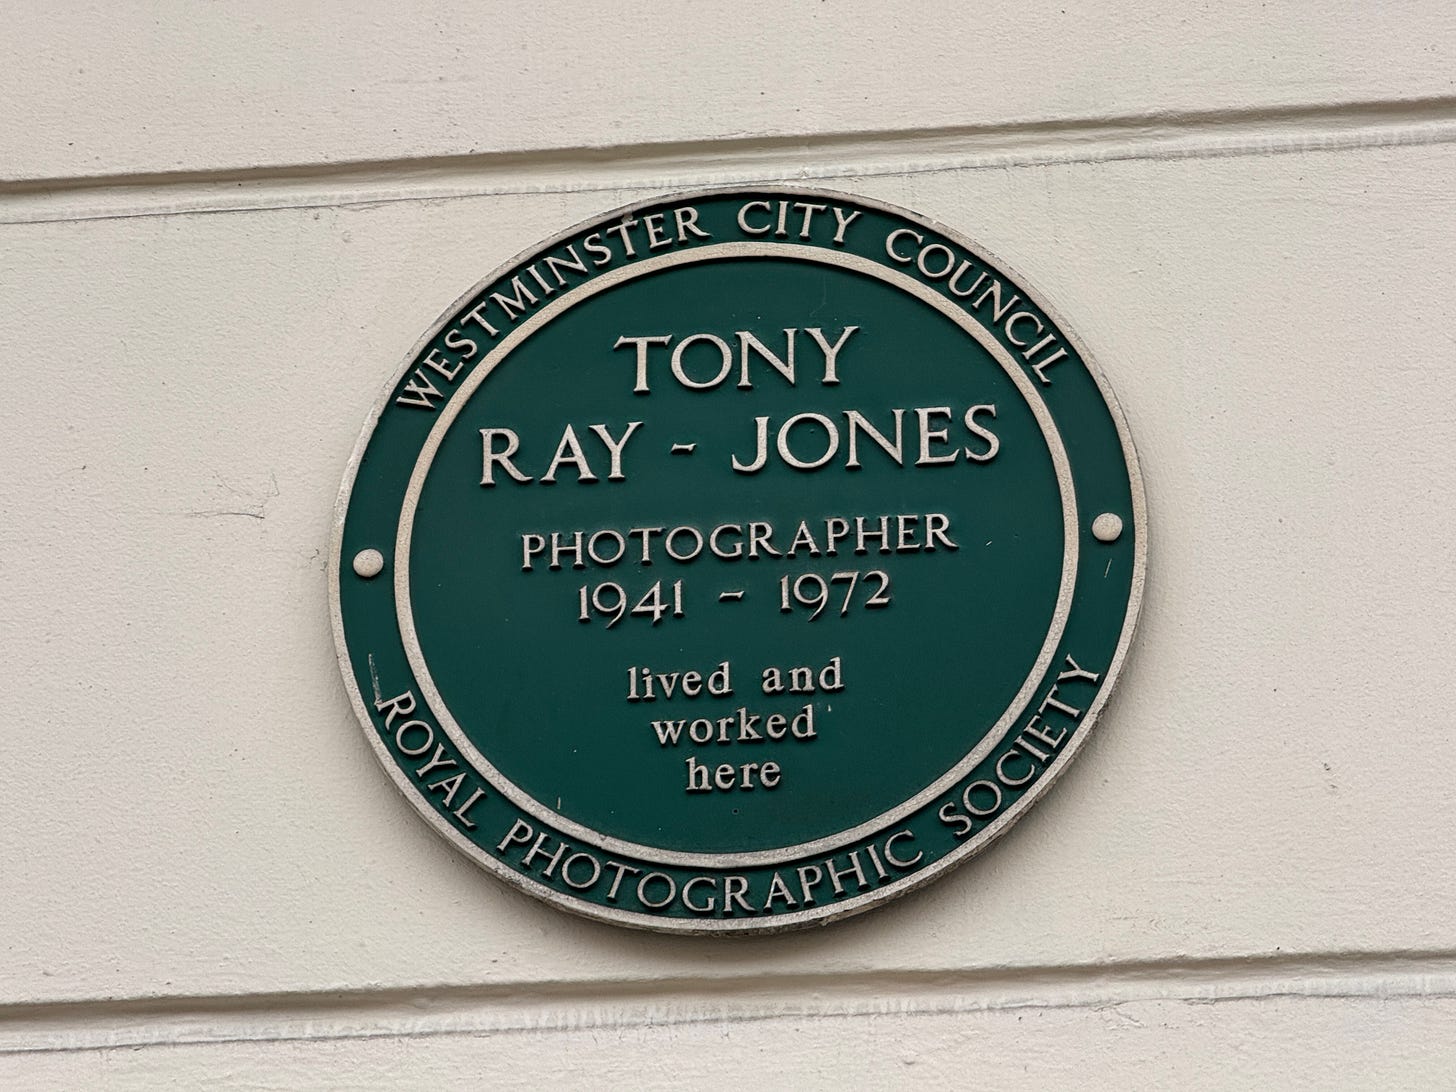 WESTMINSTER CITY COUNCIL
TONY
RAY - JONES
PHOTOGRAPHER
1941 - 1972
lived and
worked
here
ROYAL PHOTOGRAPHIC SOCIETY